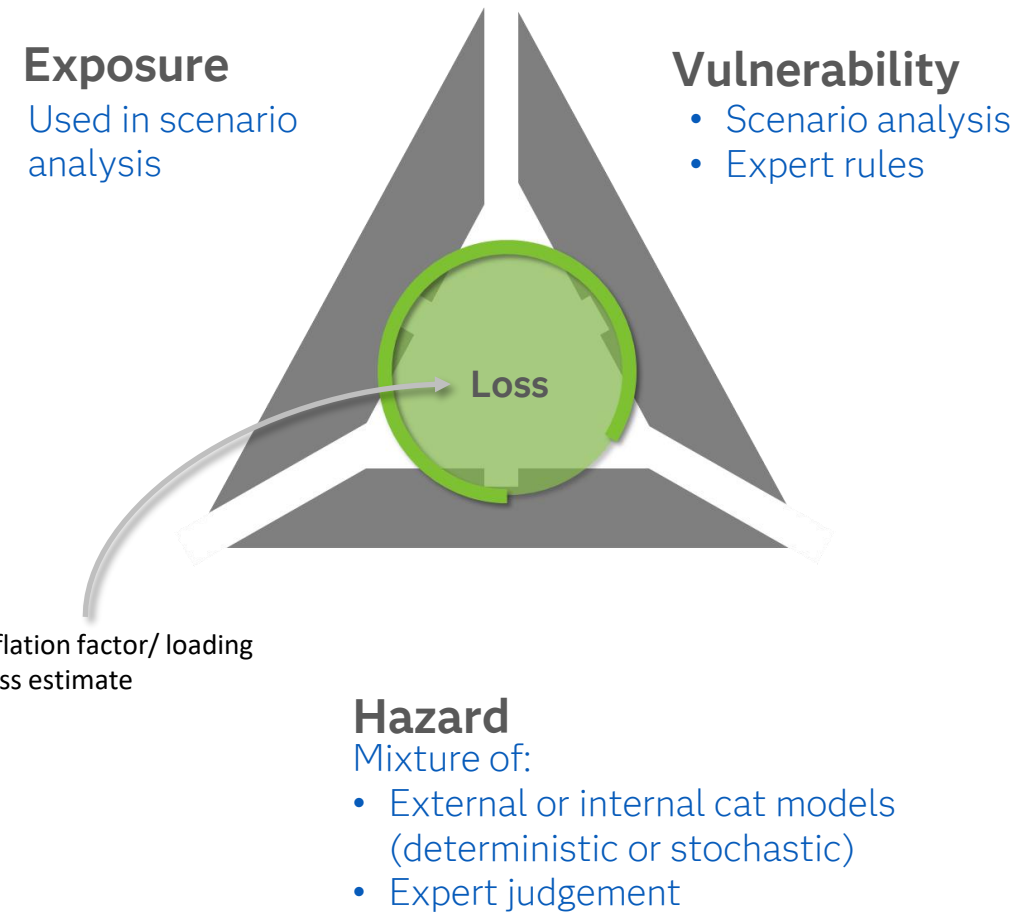 Exposure
Used in scenario
analysis
Vulnerability
• Scenario analysis
• Expert rules
Loss
flation factor/ loading
ss estimate
Hazard
Mixture of:
• External or internal cat models
(deterministic or stochastic)
• Expert judgement